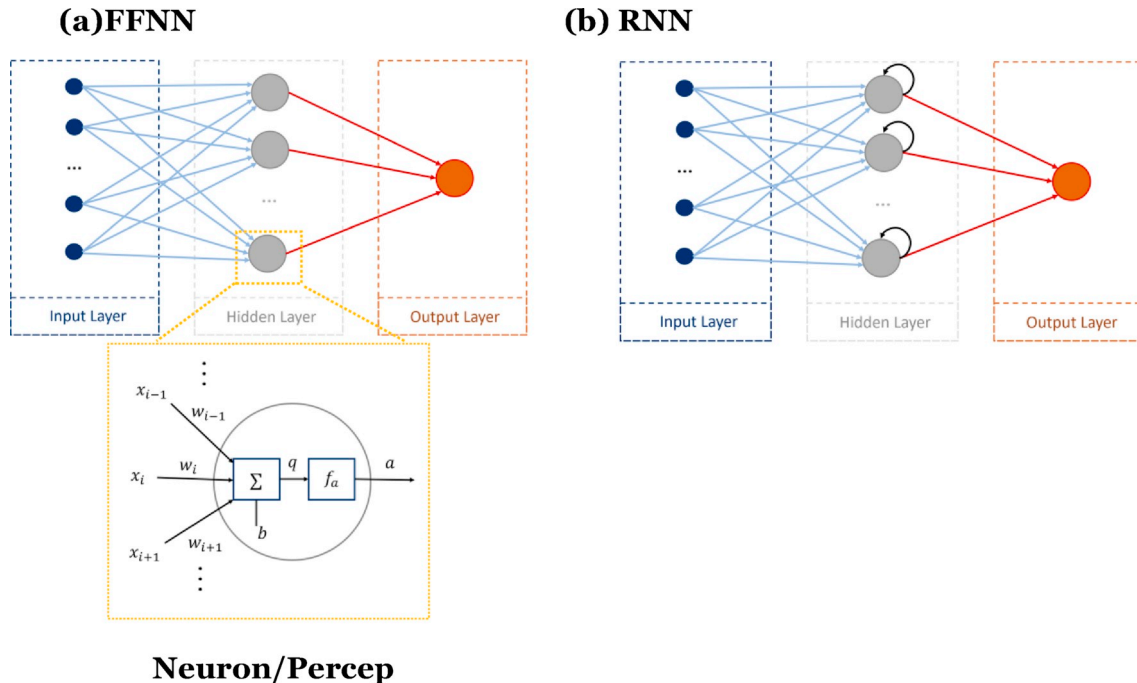 (a)FFNN
(b) RNN
...
...
...
...
Input Layer
Hidden Layer
Output Layer
Input Layer
Hidden Layer
Output Layer
⋮
x_{i−1}
w_{i−1}
x_i
w_i
Σ
q
f_a
a
b
x_{i+1}
w_{i+1}
⋮
Neuron/Percep